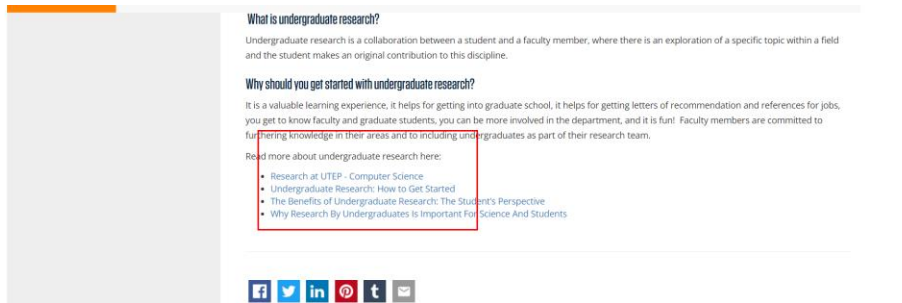 What is undergraduate research?
Undergraduate research is a collaboration between a student and a faculty member, where there is an exploration of a specific topic within a field
and the student makes an original contribution to this discipline.
Why should you get started with undergraduate research?
It is a valuable learning experience, it helps for getting into graduate school, it helps for getting letters of recommendation and references for jobs,
you get to know faculty and graduate students, you can be more involved in the department, and it is fun! Faculty members are committed to
furthering knowledge in their areas and to including undergraduates as part of their research team.
Read more about undergraduate research here:
Research at UTEP - Computer Science
Undergraduate Research: How to Get Started
The Benefits of Undergraduate Research: The Student's Perspective
Why Research By Undergraduates Is Important For Science And Students